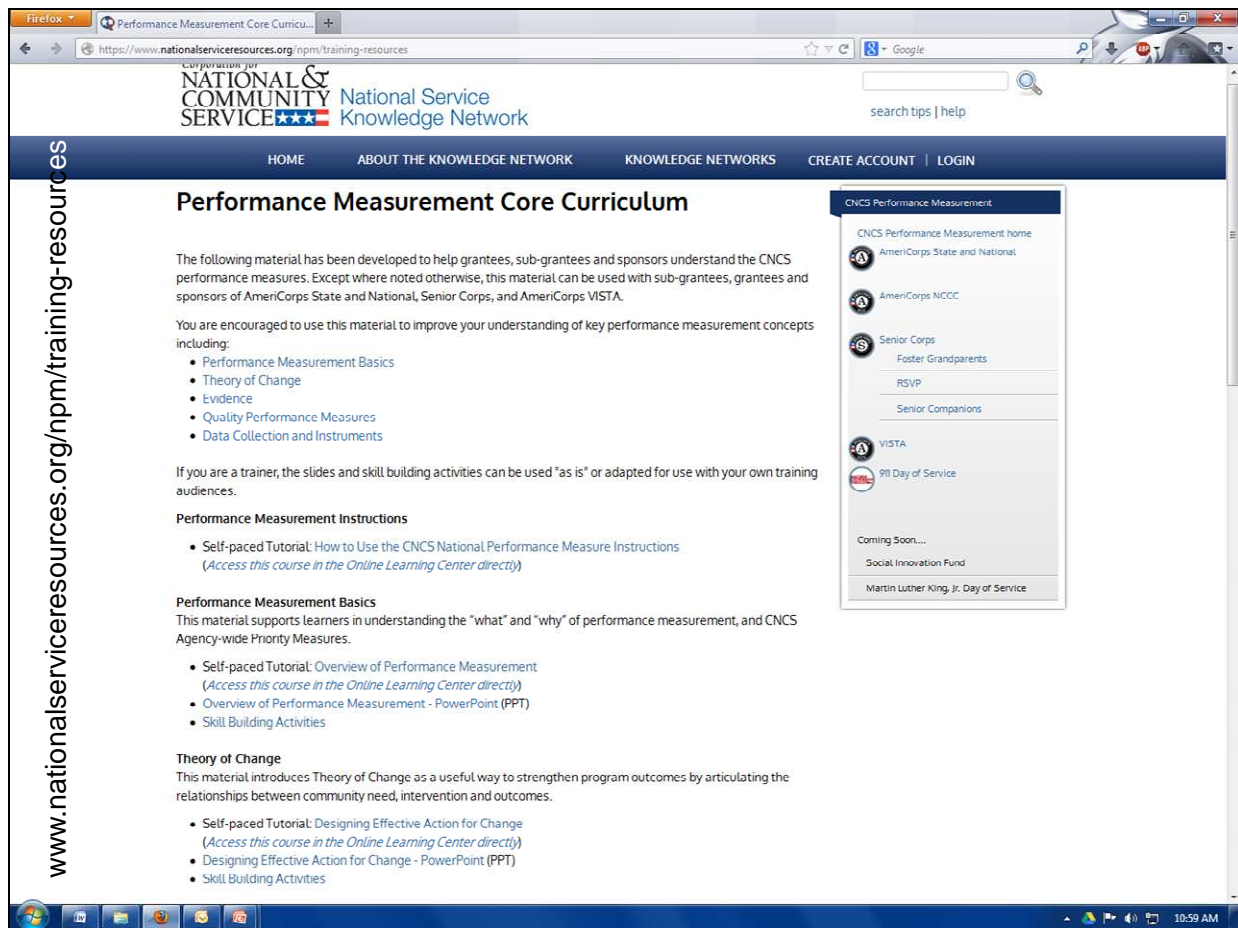 Firefox
Performance Measurement Core Curricu...
https://www.nationalserviceresources.org/npm/training-resources
Google
Corporation for
NATIONAL &
COMMUNITY
SERVICE
National Service
Knowledge Network
search tips | help
HOME ABOUT THE KNOWLEDGE NETWORK KNOWLEDGE NETWORKS CREATE ACCOUNT | LOGIN
www.nationalserviceresources.org/npm/training-resources
Performance Measurement Core Curriculum
The following material has been developed to help grantees, sub-grantees and sponsors understand the CNCS
performance measures. Except where noted otherwise, this material can be used with sub-grantees, grantees and
sponsors of AmeriCorps State and National, Senior Corps, and AmeriCorps VISTA.
You are encouraged to use this material to improve your understanding of key performance measurement concepts
including:
• Performance Measurement Basics
• Theory of Change
• Evidence
• Quality Performance Measures
• Data Collection and Instruments
If you are a trainer, the slides and skill building activities can be used "as is" or adapted for use with your own training
audiences.
Performance Measurement Instructions
• Self-paced Tutorial: How to Use the CNCS National Performance Measure Instructions
(Access this course in the Online Learning Center directly)
Performance Measurement Basics
This material supports learners in understanding the "what" and "why" of performance measurement, and CNCS
Agency-wide Priority Measures.
• Self-paced Tutorial: Overview of Performance Measurement
(Access this course in the Online Learning Center directly)
• Overview of Performance Measurement - PowerPoint (PPT)
• Skill Building Activities
Theory of Change
This material introduces Theory of Change as a useful way to strengthen program outcomes by articulating the
relationships between community need, intervention and outcomes.
• Self-paced Tutorial: Designing Effective Action for Change
(Access this course in the Online Learning Center directly)
• Designing Effective Action for Change - PowerPoint (PPT)
• Skill Building Activities
CNCS Performance Measurement
CNCS Performance Measurement home
AmeriCorps State and National
AmeriCorps NCCC
Senior Corps
Foster Grandparents
RSVP
Senior Companions
VISTA
911 Day of Service
Coming Soon....
Social Innovation Fund
Martin Luther King, Jr. Day of Service
10:59 AM